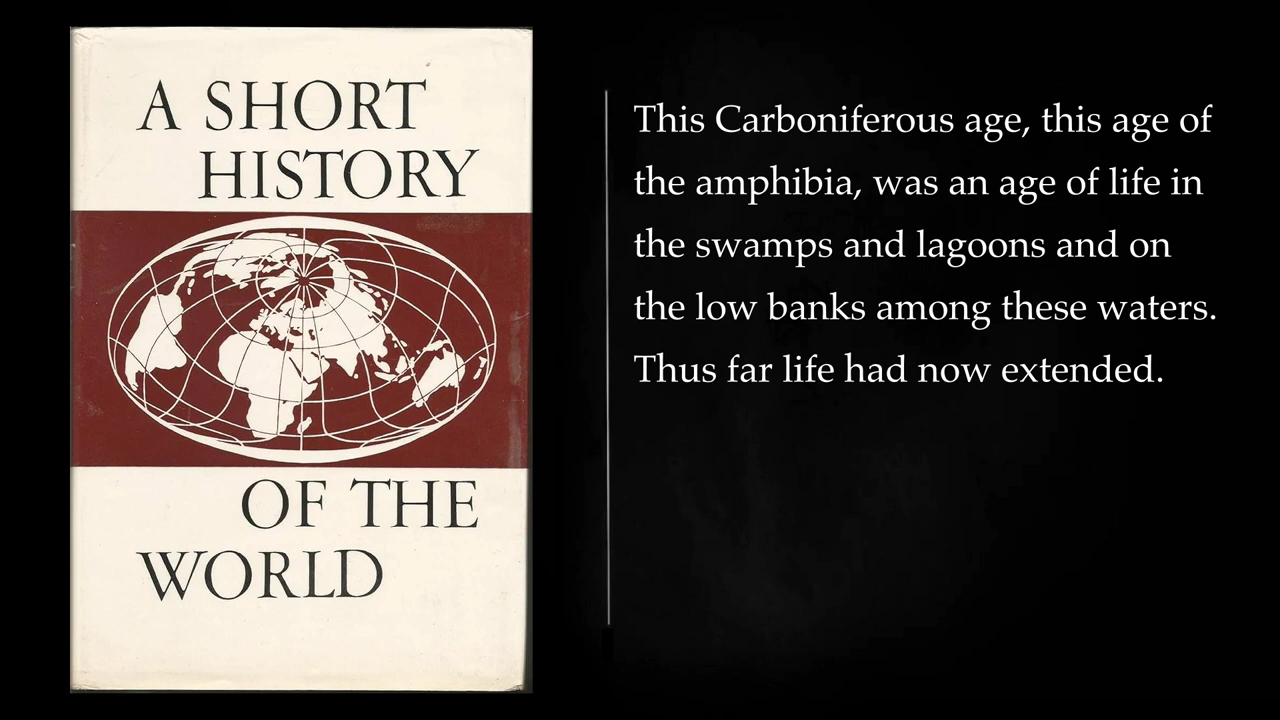 A SHORT
HISTORY
OF THE
WORLD
This Carboniferous age, this age of
the amphibia, was an age of life in
the swamps and lagoons and on
the low banks among these waters.
Thus far life had now extended.